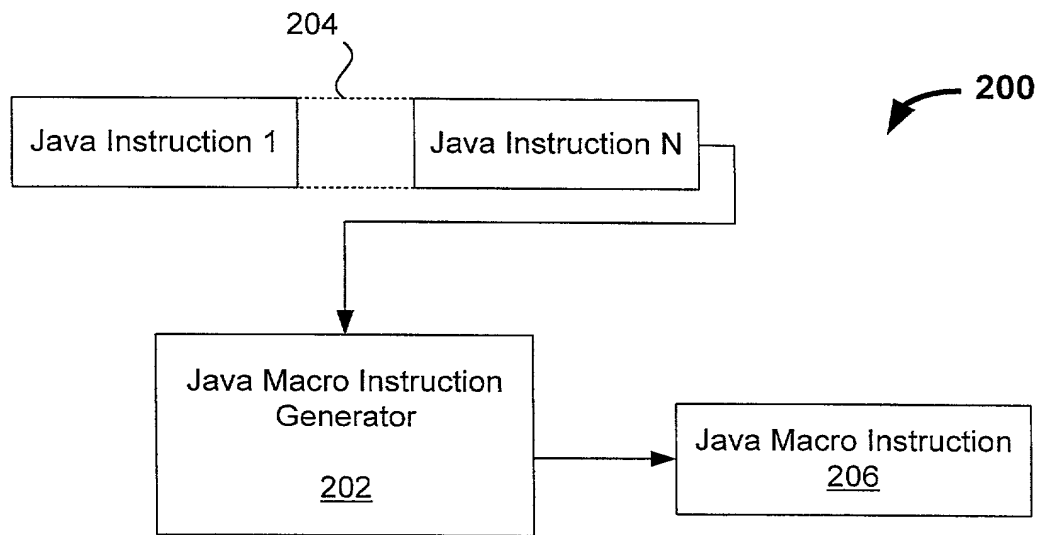 204
200
Java Instruction 1
Java Instruction N
Java Macro Instruction
Generator
202
Java Macro Instruction
206